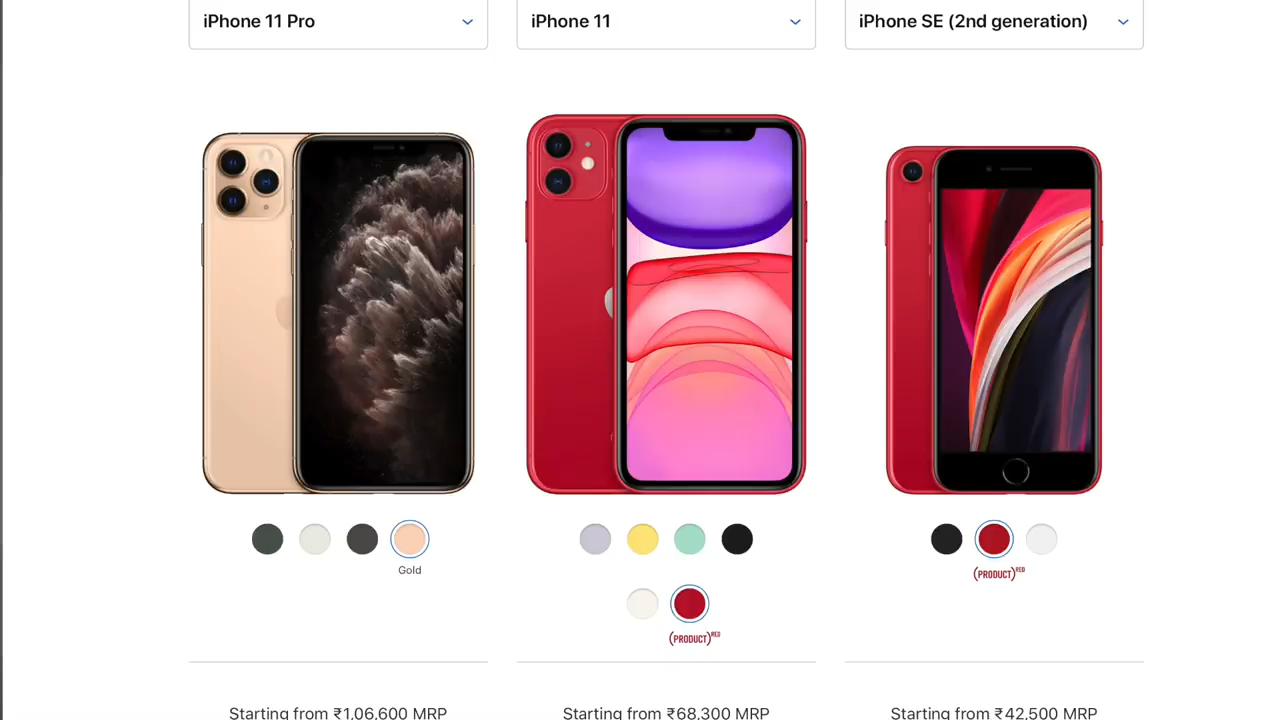 iPhone 11 Pro
iPhone 11
iPhone SE (2nd generation)
Gold
(PRODUCT)RED
(PRODUCT)RED
Starting from ₹1,06,600 MRP
Starting from ₹68,300 MRP
Starting from ₹42,500 MRP